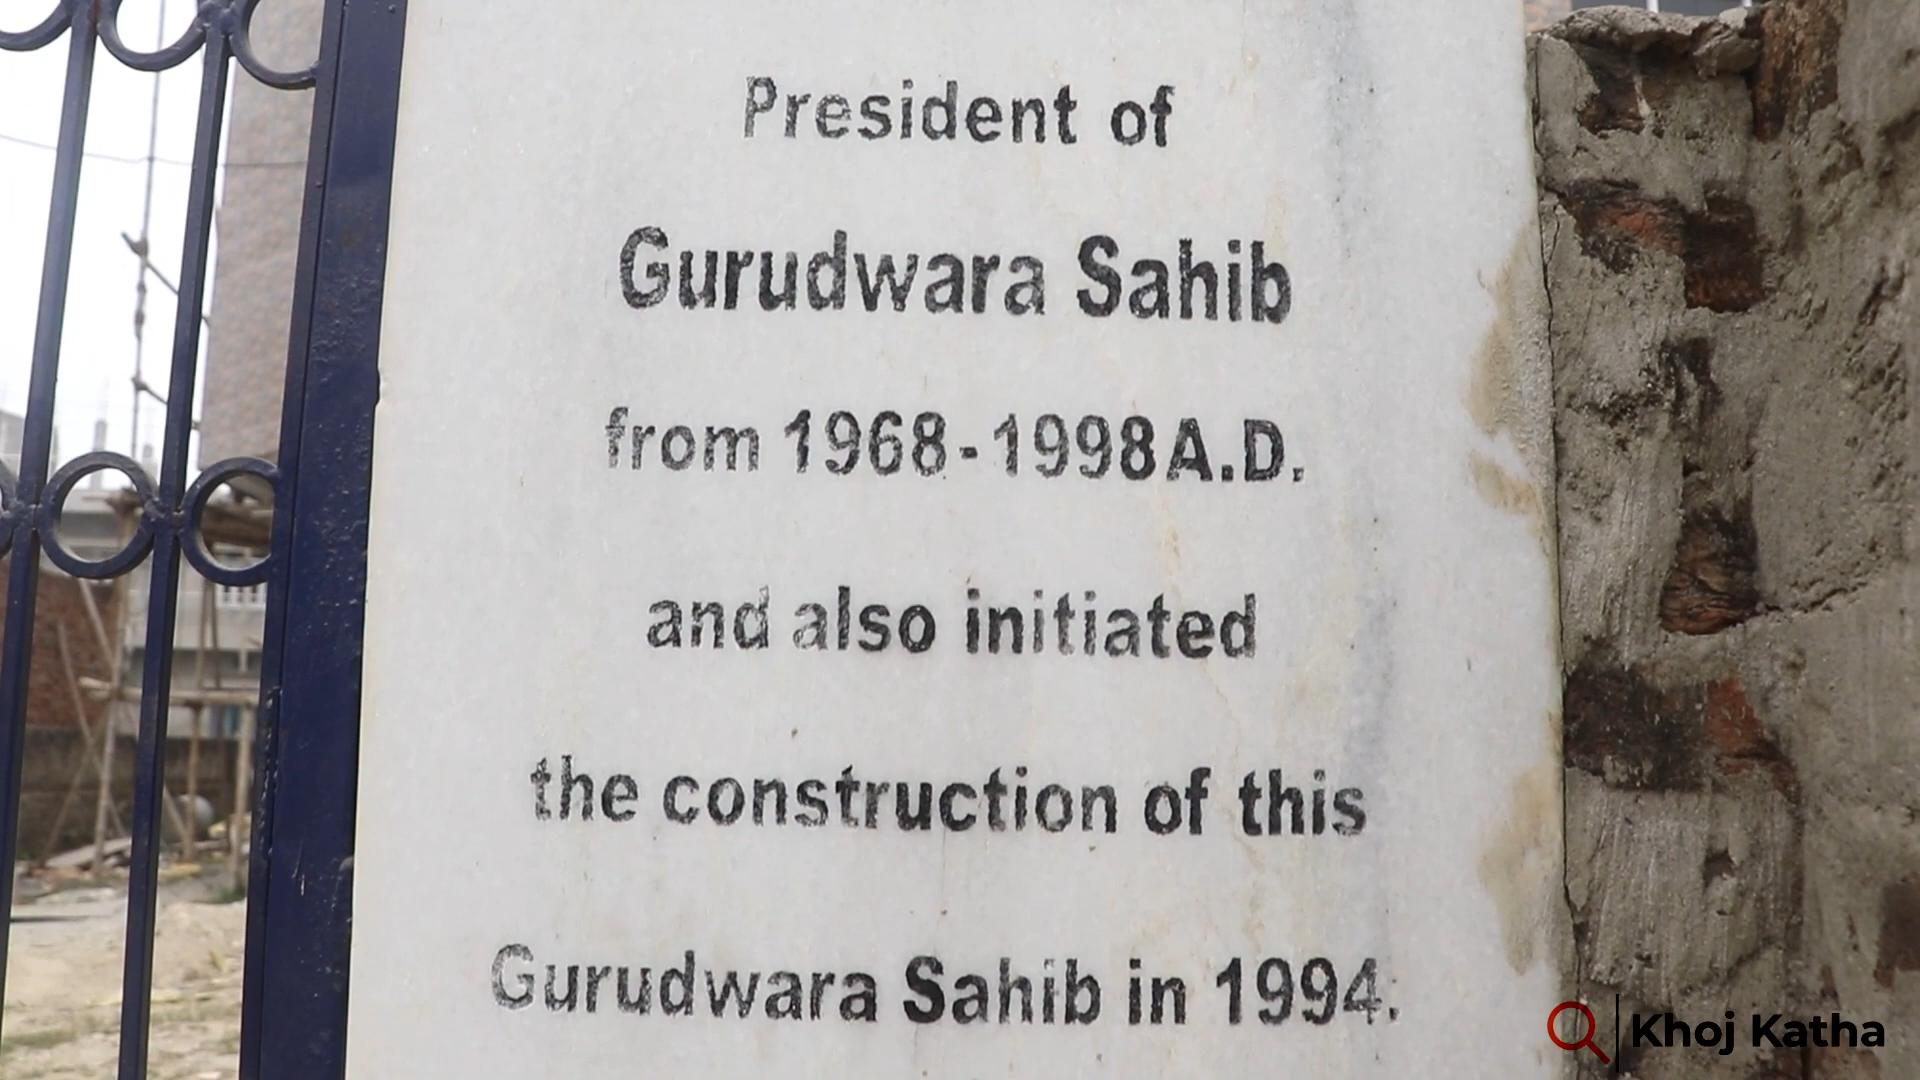 President of
Gurudwara Sahib
from 1968-1998 A.D.
and also initiated
the construction of this
Gurudwara Sahib in 1994.
Khoj Katha